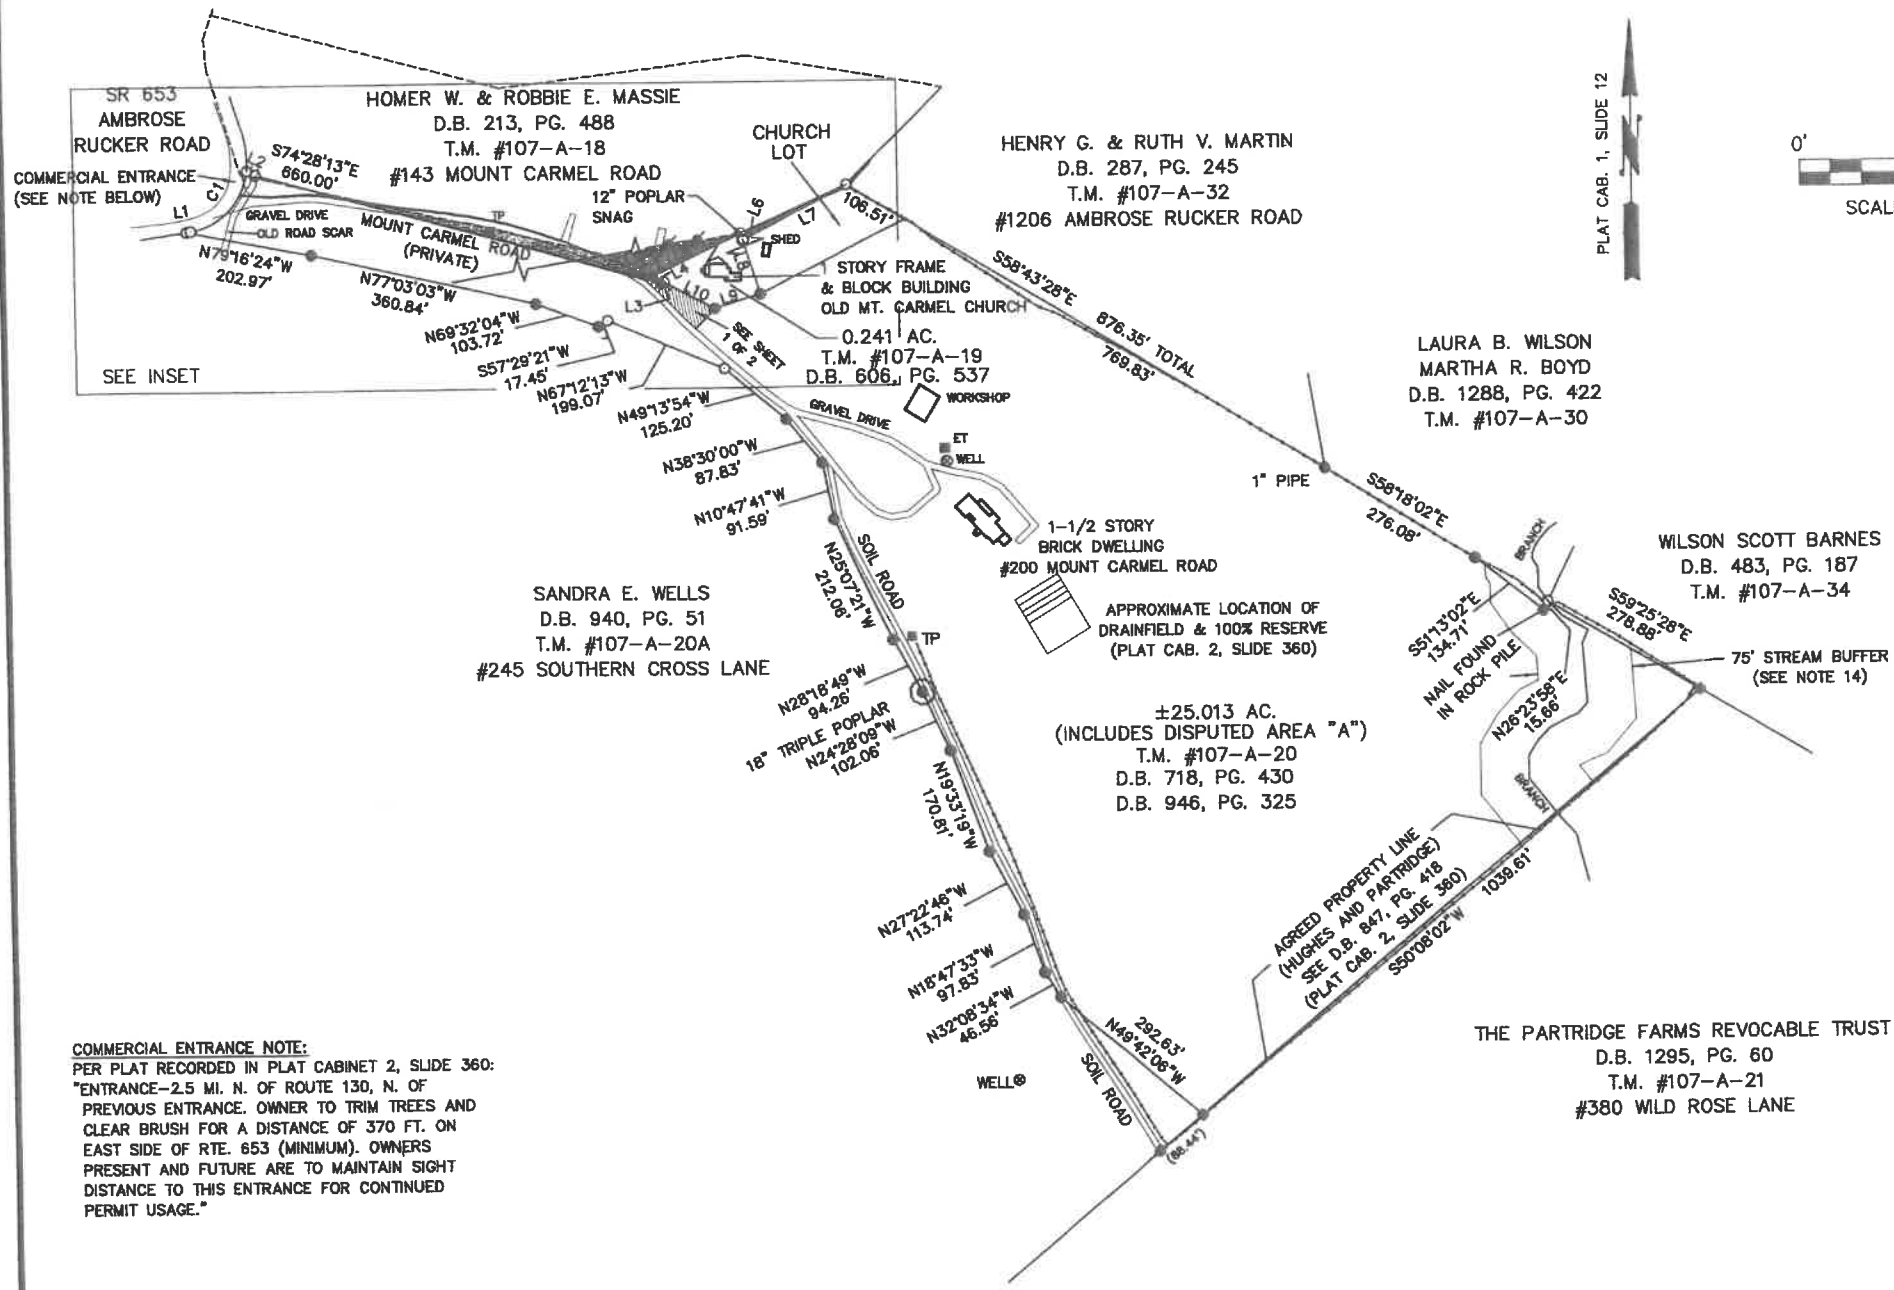 SR 653
AMBROSE
RUCKER ROAD
COMMERCIAL ENTRANCE
(SEE NOTE BELOW)
L1
C1
L2
S74°28'13"E
660.00'
HOMER W. & ROBBIE E. MASSIE
D.B. 213, PG. 488
T.M. #107-A-18
#143 MOUNT CARMEL ROAD
CHURCH
LOT
12" POPLAR
SNAG
TP
L6
L7
SHED
L8
106.51'
GRAVEL DRIVE
OLD ROAD SCAR
MOUNT CARMEL ROAD
(PRIVATE)
L3
L4
L10
L9
1 STORY FRAME
& BLOCK BUILDING
OLD MT. CARMEL CHURCH
0.241 AC.
T.M. #107-A-19
D.B. 606, PG. 537
SEE SHEET
1 OF 2
N79°16'24"W
202.97'
N77°03'03"W
360.84'
N69°32'04"W
103.72'
S57°29'21"W
17.45'
N67°12'13"W
199.07'
SEE INSET
HENRY G. & RUTH V. MARTIN
D.B. 287, PG. 245
T.M. #107-A-32
#1206 AMBROSE RUCKER ROAD
PLAT CAB. 1, SLIDE 12
N
0'
S58°43'28"E
876.35' TOTAL
769.83'
LAURA B. WILSON
MARTHA R. BOYD
D.B. 1288, PG. 422
T.M. #107-A-30
N49°13'54"W
125.20'
N38°30'00"W
87.83'
N10°47'41"W
91.59'
GRAVEL DRIVE
WORKSHOP
ET
WELL
1-1/2 STORY
BRICK DWELLING
#200 MOUNT CARMEL ROAD
APPROXIMATE LOCATION OF
DRAINFIELD & 100% RESERVE
(PLAT CAB. 2, SLIDE 360)
1" PIPE
S58°18'02"E
276.08'
BRANCH
WILSON SCOTT BARNES
D.B. 483, PG. 187
T.M. #107-A-34
S59°25'28"E
278.88'
S51°13'02"E
134.71'
NAIL FOUND
IN ROCK PILE
N26°23'58"E
15.66'
75' STREAM BUFFER
(SEE NOTE 14)
BRANCH
SANDRA E. WELLS
D.B. 940, PG. 51
T.M. #107-A-20A
#245 SOUTHERN CROSS LANE
N25°07'21"W
212.06'
SOIL ROAD
TP
N28°18'49"W
94.26'
18" TRIPLE POPLAR
N24°28'09"W
102.06'
N19°33'19"W
170.81'
±25.013 AC.
(INCLUDES DISPUTED AREA "A")
T.M. #107-A-20
D.B. 718, PG. 430
D.B. 946, PG. 325
N27°22'46"W
113.74'
N18°47'33"W
97.83'
N32°08'34"W
46.56'
AGREED PROPERTY LINE
(HUGHES AND PARTRIDGE)
SEE D.B. 847, PG. 418
(PLAT CAB. 2, SLIDE 360)
S50°08'02"W
1039.61'
292.63'
N49°42'06"W
SOIL ROAD
WELL
(88.44')
THE PARTRIDGE FARMS REVOCABLE TRUST
D.B. 1295, PG. 60
T.M. #107-A-21
#380 WILD ROSE LANE
COMMERCIAL ENTRANCE NOTE:
PER PLAT RECORDED IN PLAT CABINET 2, SLIDE 360:
"ENTRANCE-2.5 MI. N. OF ROUTE 130, N. OF
PREVIOUS ENTRANCE. OWNER TO TRIM TREES AND
CLEAR BRUSH FOR A DISTANCE OF 370 FT. ON
EAST SIDE OF RTE. 653 (MINIMUM). OWNERS
PRESENT AND FUTURE ARE TO MAINTAIN SIGHT
DISTANCE TO THIS ENTRANCE FOR CONTINUED
PERMIT USAGE."